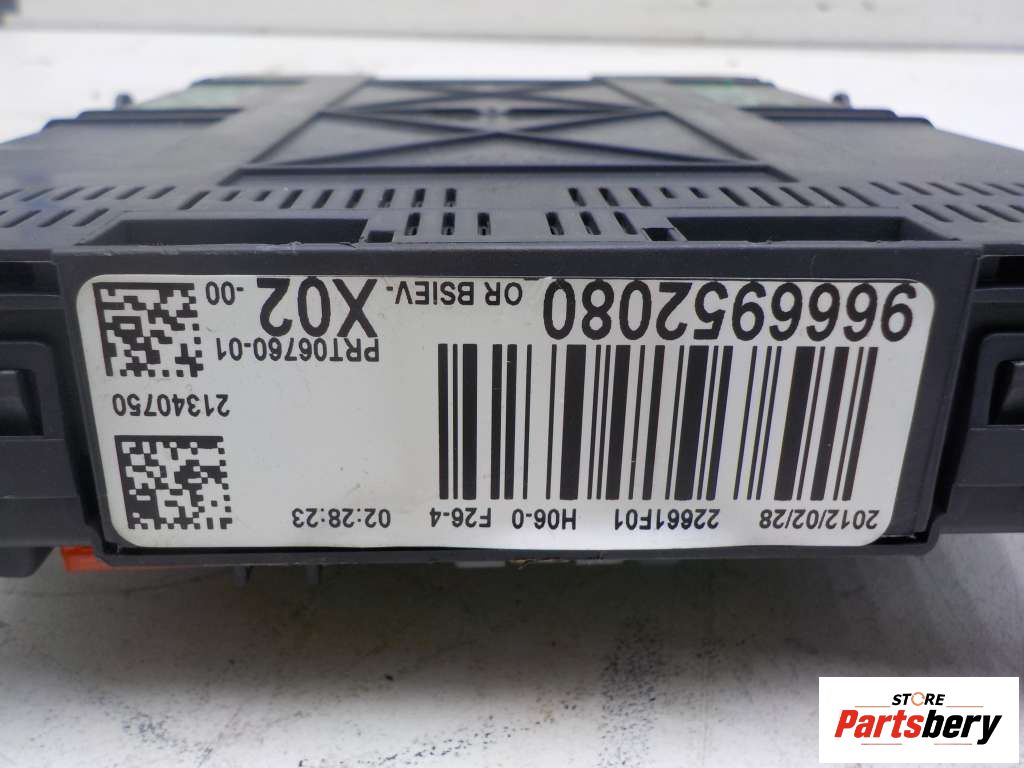 2012/02/28 22661F01 H06-0 F26-4 02:28:23
21340750
PRT06760-01
9666952080 OR BSIEV- X02 -00
STORE
Partsbery